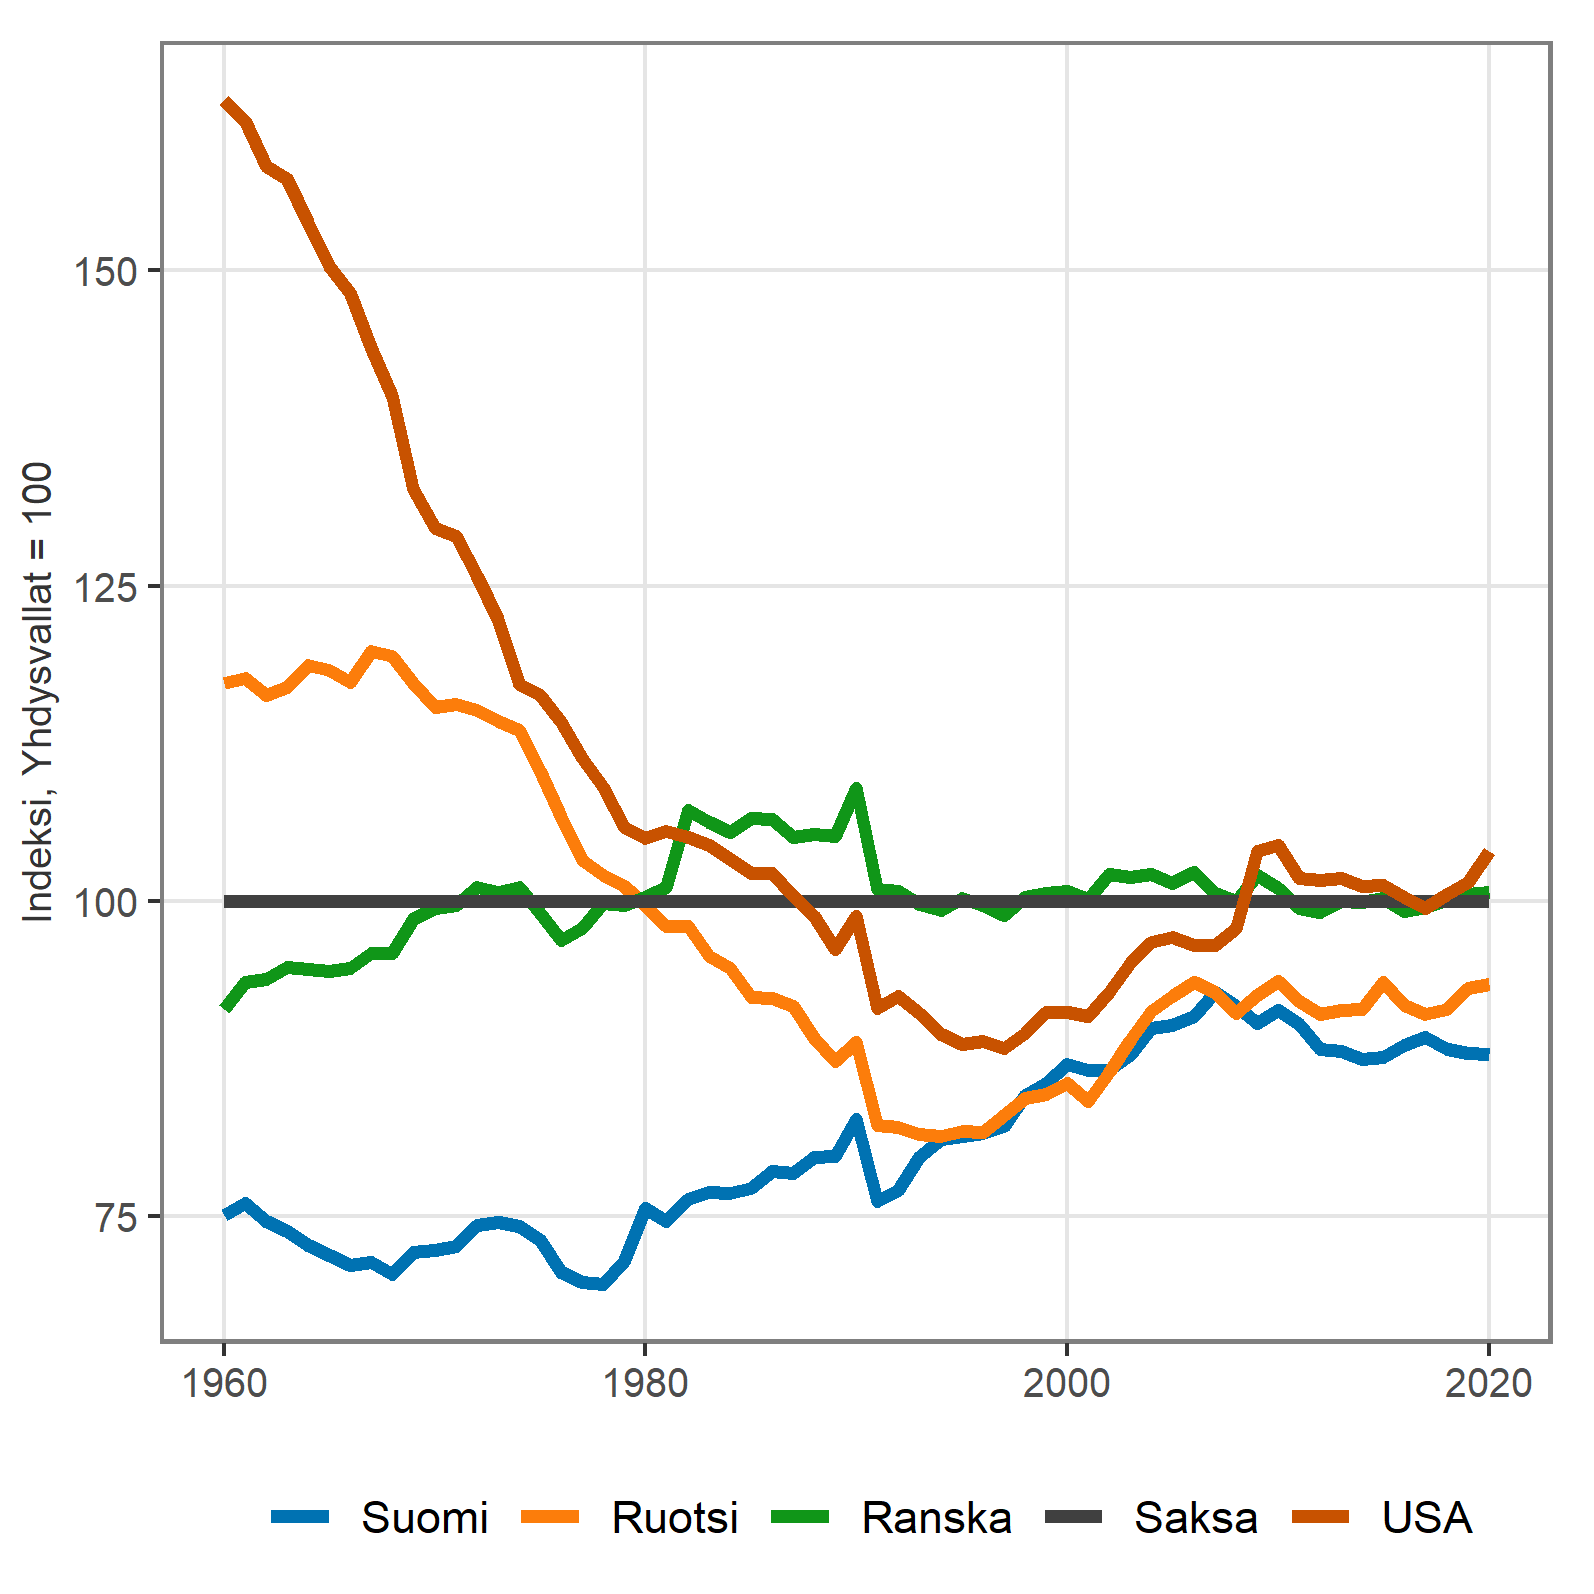 Indeksi, Yhdysvallat = 100
150
125
100
75
1960 1980 2000 2020
Suomi Ruotsi Ranska Saksa USA